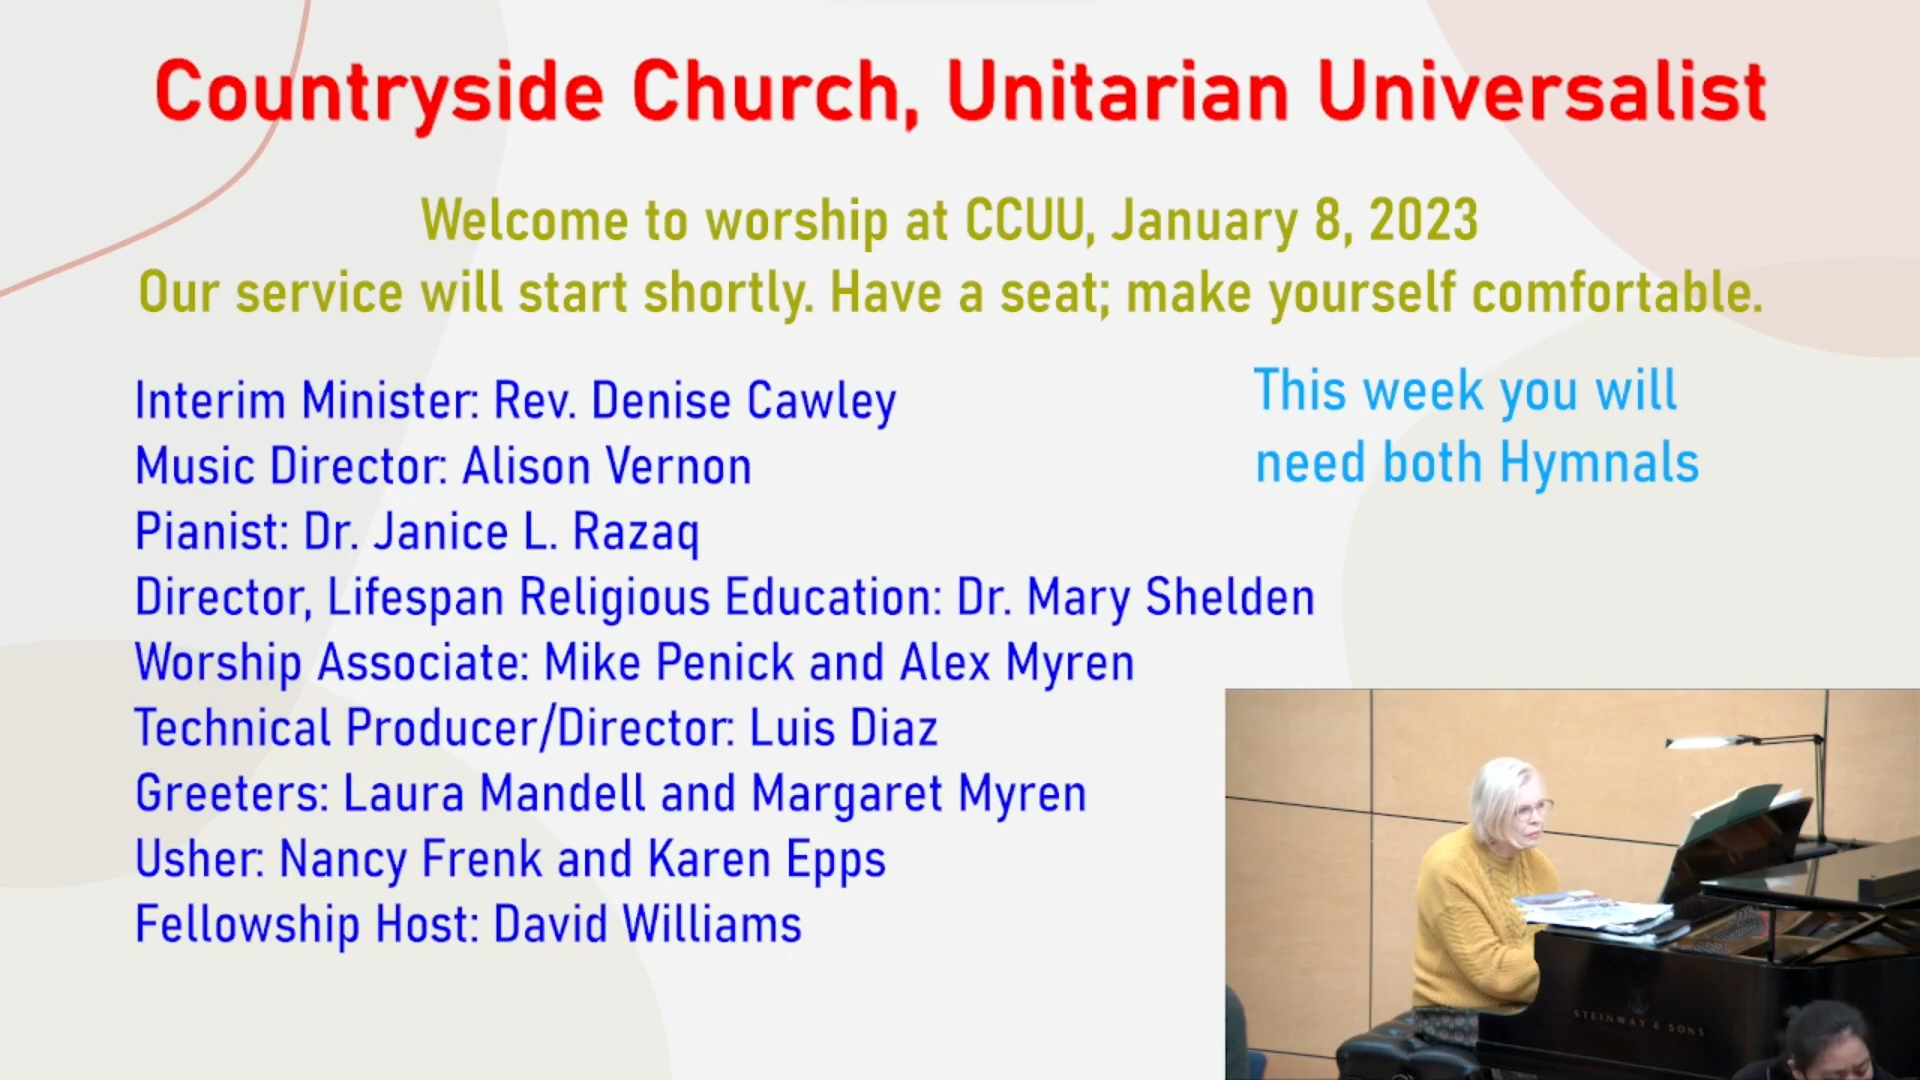 Countryside Church, Unitarian Universalist
Welcome to worship at CCUU, January 8, 2023
Our service will start shortly. Have a seat; make yourself comfortable.
Interim Minister: Rev. Denise Cawley
Music Director: Alison Vernon
Pianist: Dr. Janice L. Razaq
Director, Lifespan Religious Education: Dr. Mary Shelden
Worship Associate: Mike Penick and Alex Myren
Technical Producer/Director: Luis Diaz
Greeters: Laura Mandell and Margaret Myren
Usher: Nancy Frenk and Karen Epps
Fellowship Host: David Williams
This week you will
need both Hymnals
STEINWAY & SONS